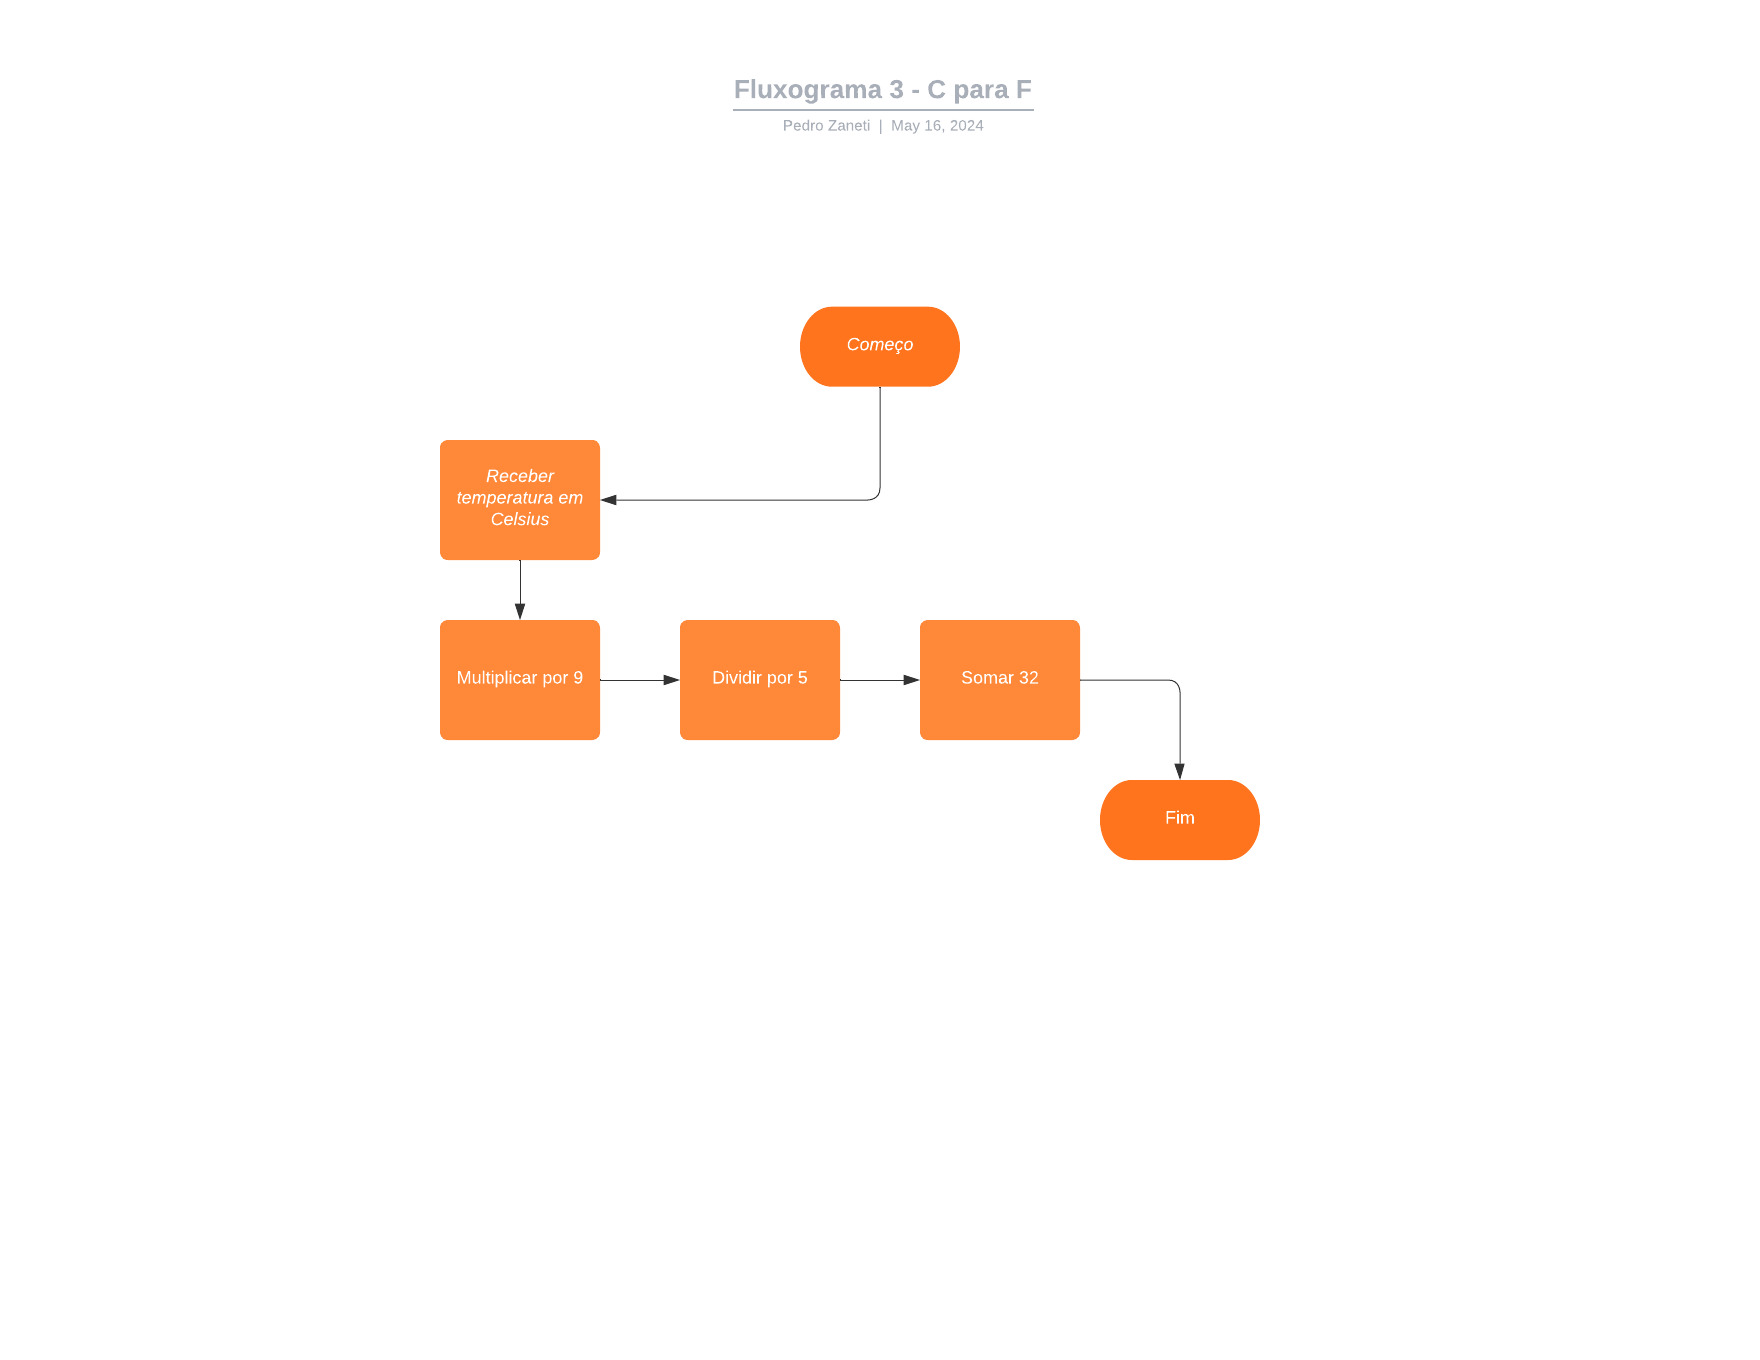 Fluxograma 3 - C para F
Pedro Zaneti | May 16, 2024
Começo
Receber
temperatura em
Celsius
Multiplicar por 9
Dividir por 5
Somar 32
Fim